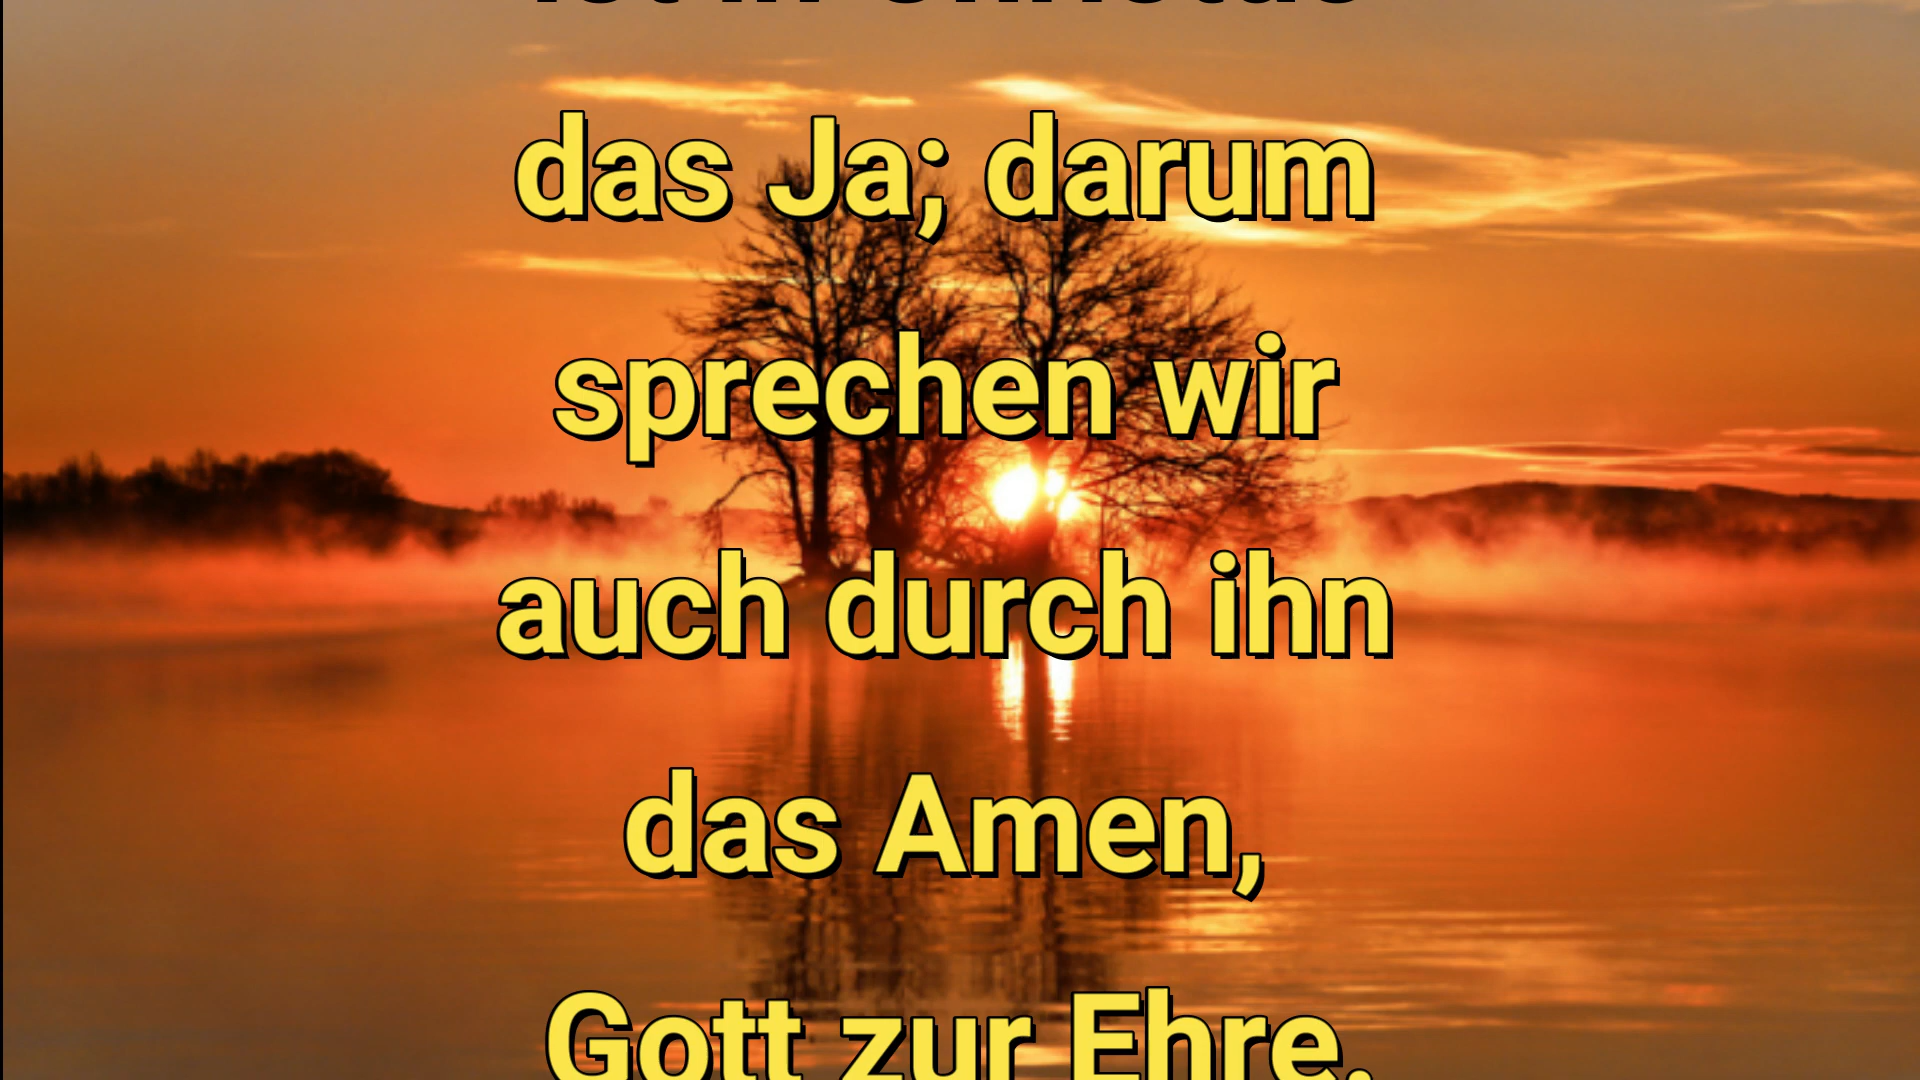 das Ja; darum
sprechen wir
auch durch ihn
das Amen,
Gott zur Ehre.